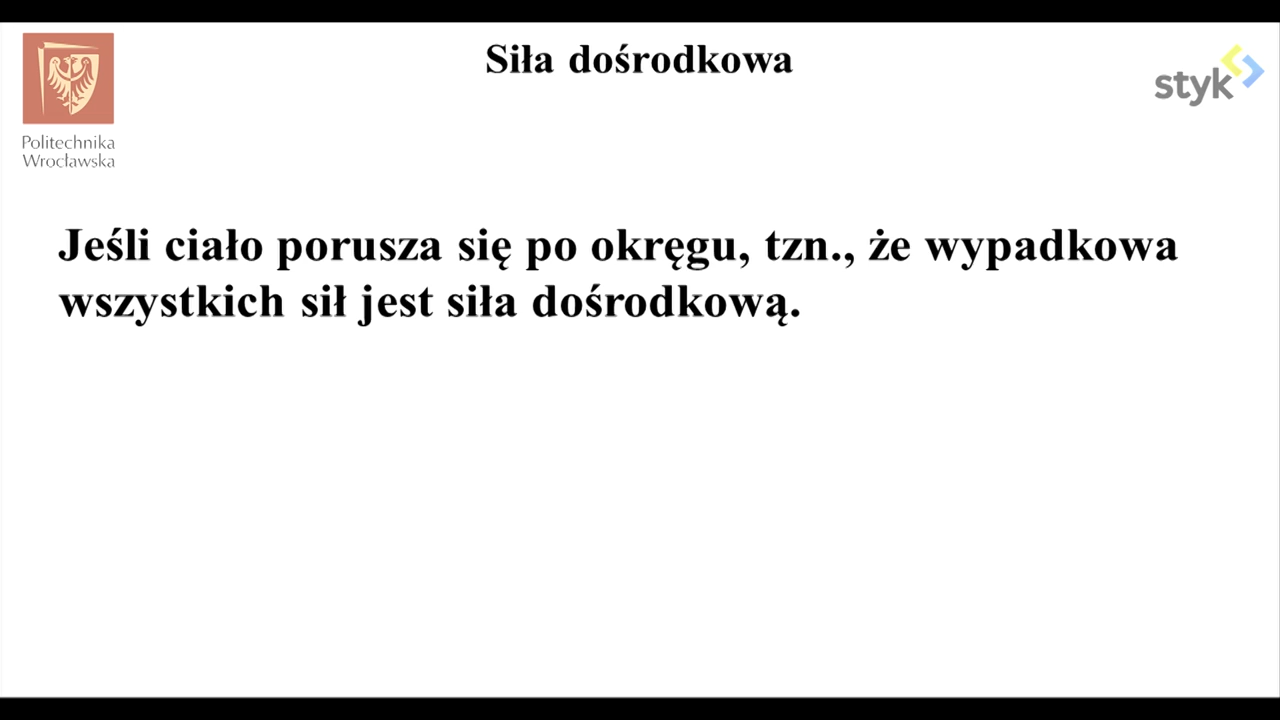 Siła dośrodkowa
styk
Politechnika
Wrocławska
Jeśli ciało porusza się po okręgu, tzn., że wypadkowa
wszystkich sił jest siła dośrodkową.